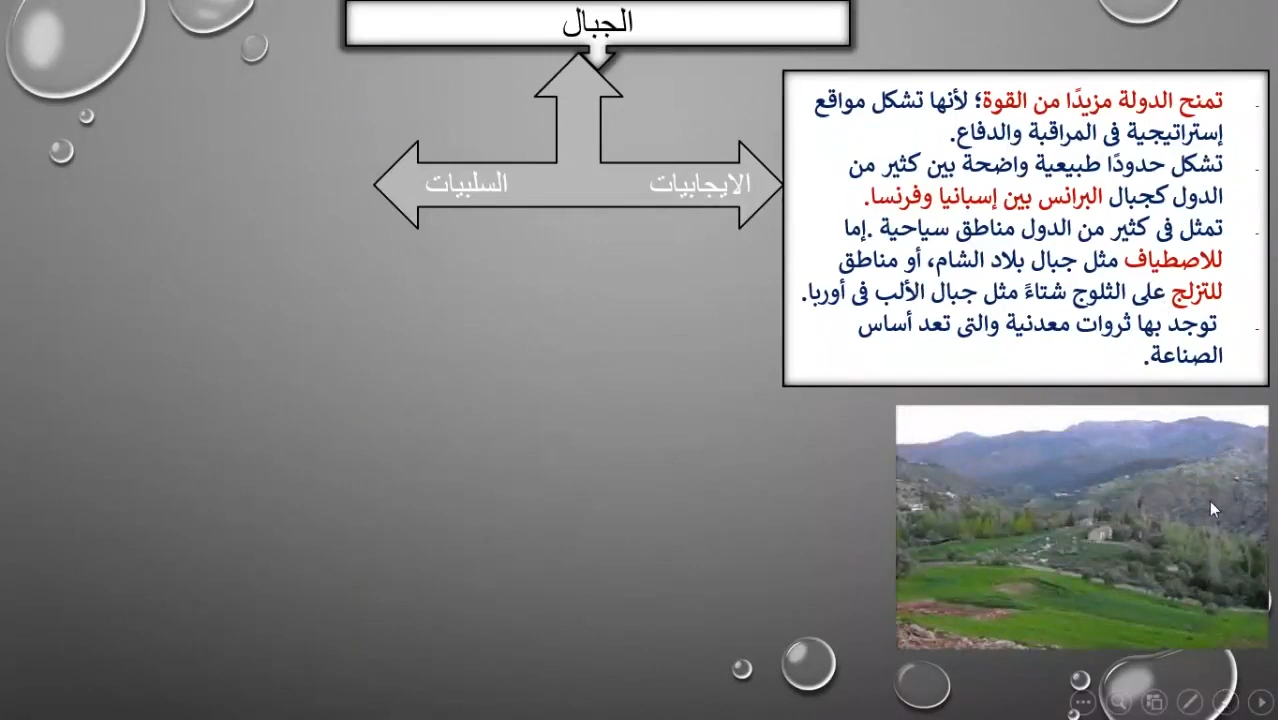 الجبال
الايجابيات
السلبيات
- تمنح الدولة مزيدًا من القوة؛ لأنها تشكل مواقع
إستراتيجية فى المراقبة والدفاع.
- تشكل حدودًا طبيعية واضحة بين كثير من
الدول كجبال البرانس بين إسبانيا وفرنسا.
- تمثل فى كثير من الدول مناطق سياحية .إما
للاصطياف مثل جبال بلاد الشام، أو مناطق
للتزلج على الثلوج شتاءً مثل جبال الألب فى أوربا.
- توجد بها ثروات معدنية والتى تعد أساس
الصناعة.